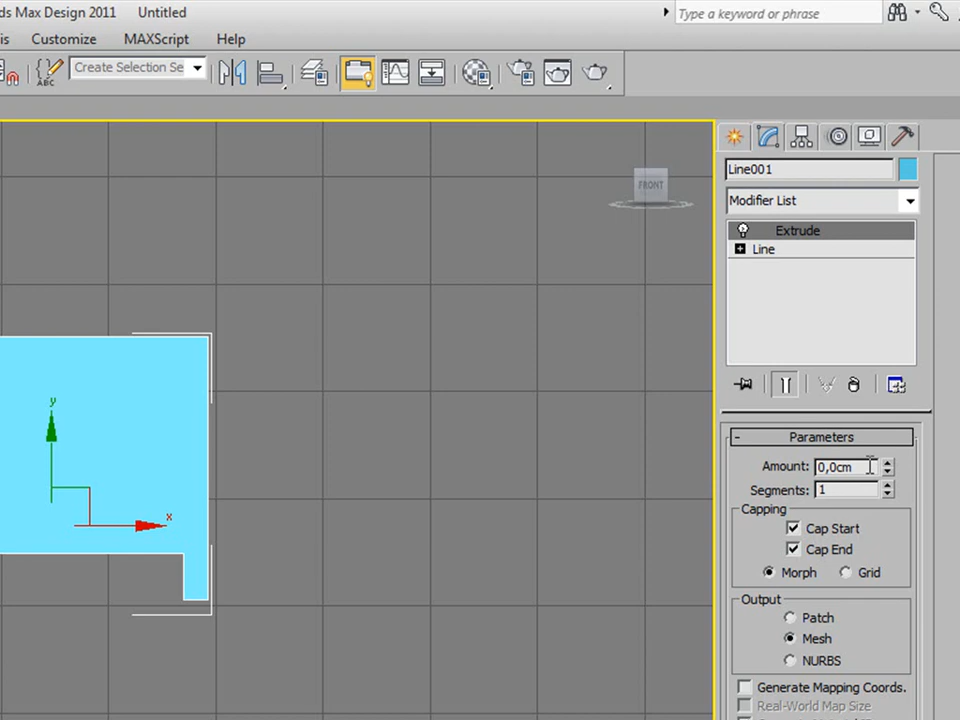 ds Max Design 2011 Untitled
Type a keyword or phrase
is Customize MAXScript Help
ABC
Create Selection Se
FRONT
Line001
Modifier List
Extrude
Line
Parameters
Amount: 0,0cm
Segments: 1
Capping
Cap Start
Cap End
Morph Grid
Output
Patch
Mesh
NURBS
Generate Mapping Coords.
Real-World Map Size
y
x